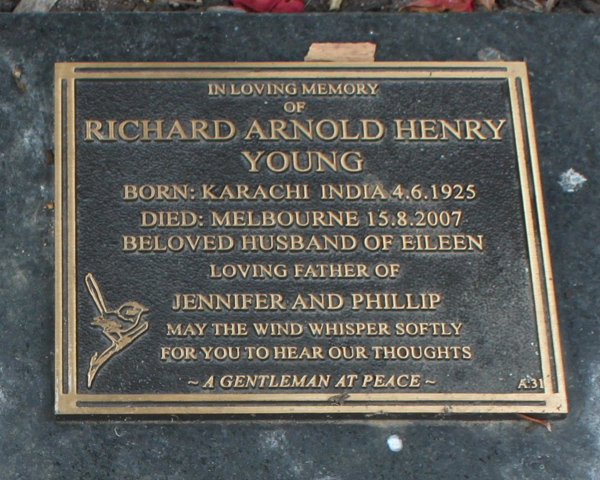 IN LOVING MEMORY
OF
RICHARD ARNOLD HENRY
YOUNG
BORN: KARACHI INDIA 4.6.1925
DIED: MELBOURNE 15.8.2007
BELOVED HUSBAND OF EILEEN
LOVING FATHER OF
JENNIFER AND PHILLIP
MAY THE WIND WHISPER SOFTLY
FOR YOU TO HEAR OUR THOUGHTS
~ A GENTLEMAN AT PEACE ~
A:31